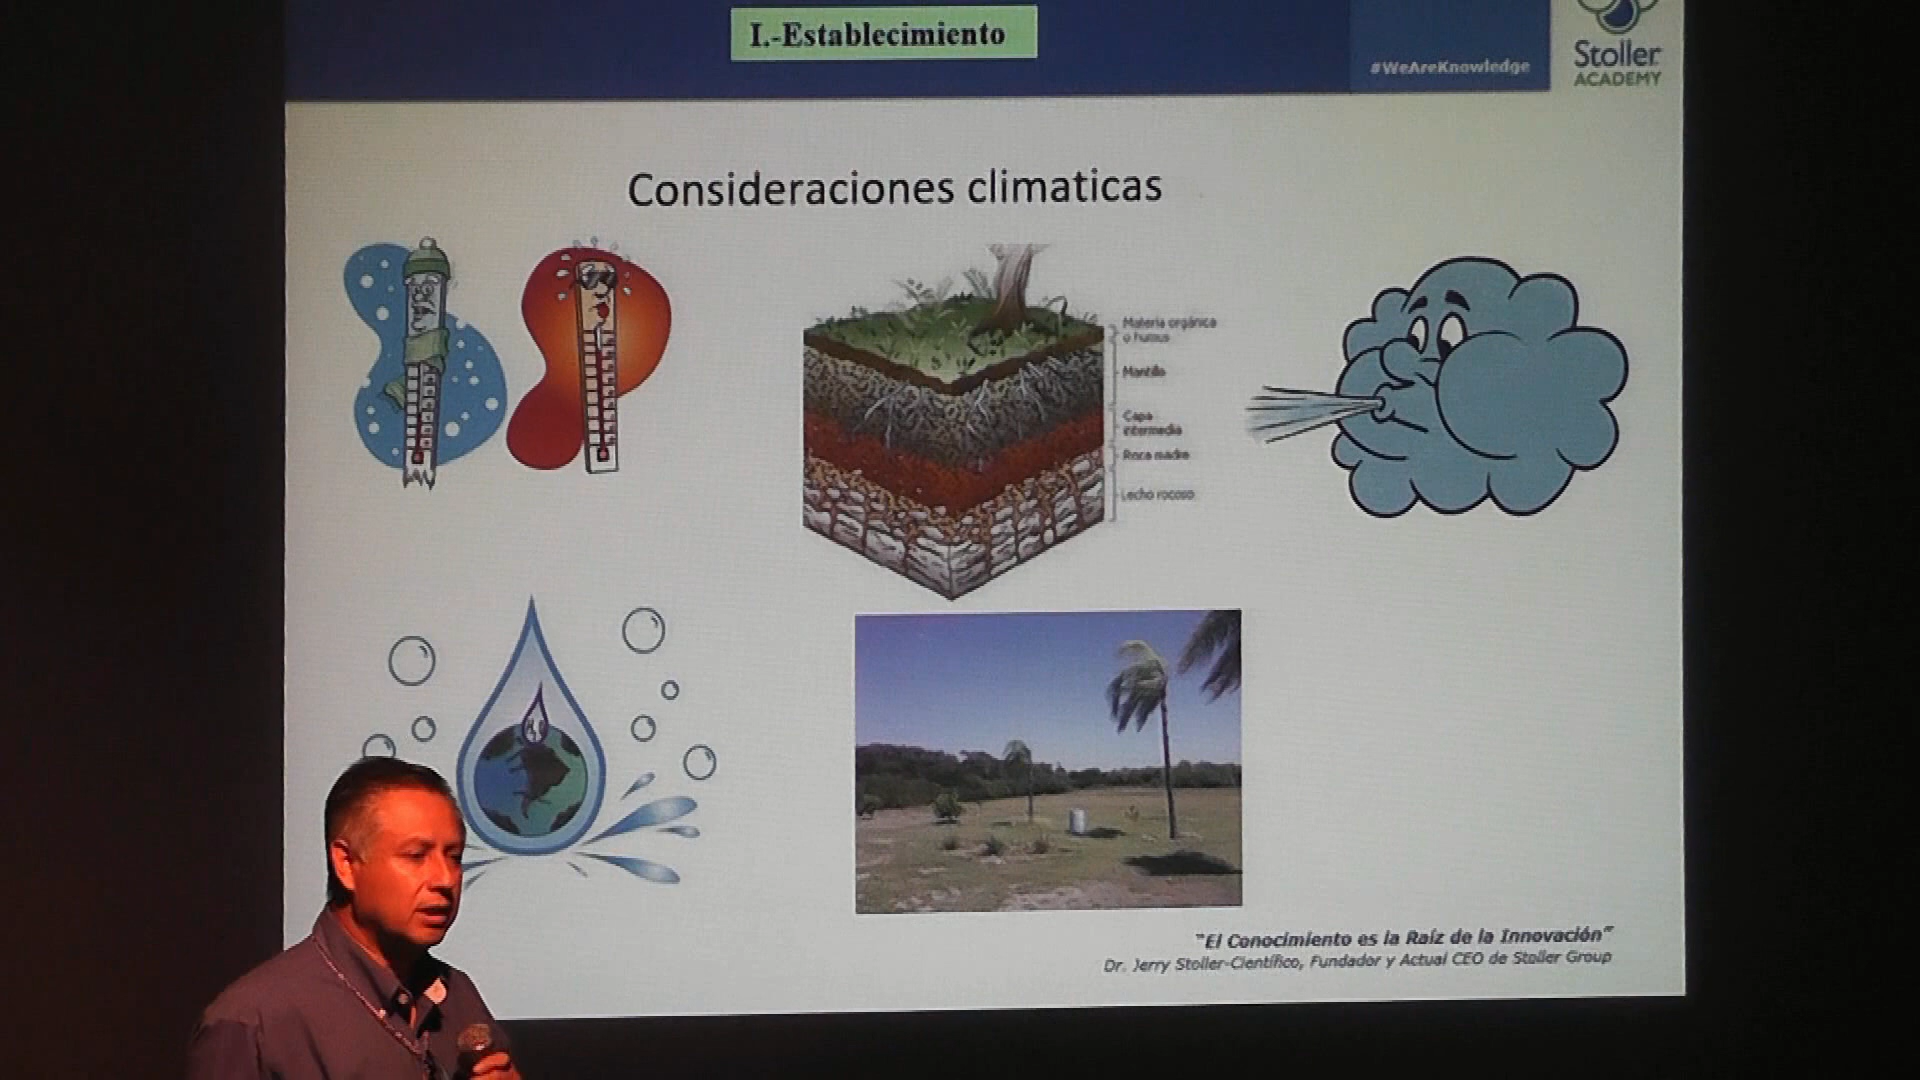 I.-Establecimiento
#WeAreKnowledge
Stoller
ACADEMY
Consideraciones climaticas
Materia orgánica
o humus
Mantillo
Capa
intermedia
Roca madre
Lecho rocoso
"El Conocimiento es la Raíz de la Innovación"
Dr. Jerry Stoller-Científico, Fundador y Actual CEO de Stoller Group